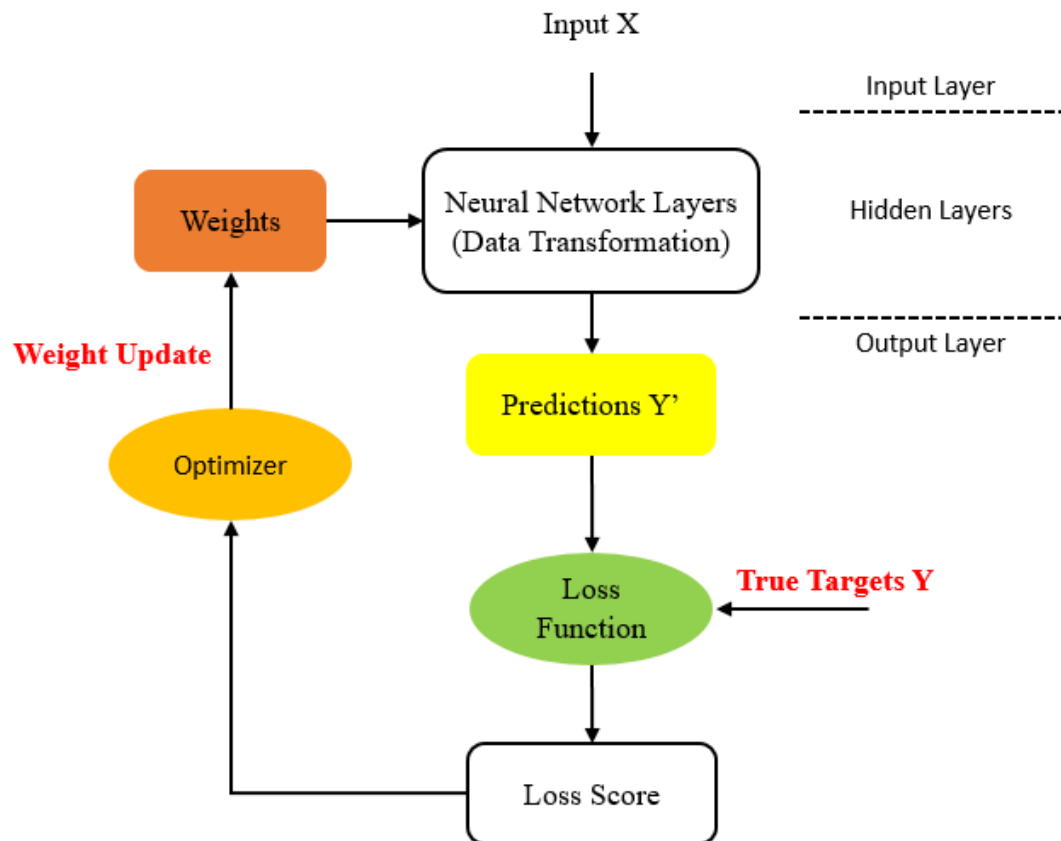 Input X
Input Layer
Neural Network Layers
(Data Transformation)
Weights
Hidden Layers
Weight Update
Output Layer
Predictions Y’
Optimizer
Loss
Function
True Targets Y
Loss Score